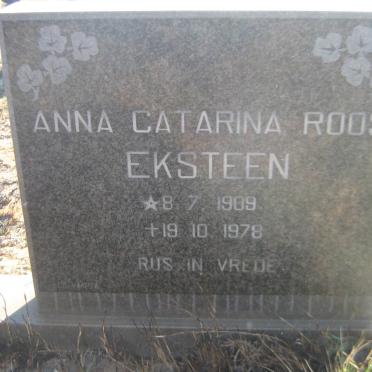 ANNA CATARINA ROOS
EKSTEEN
*8 7 1909
+19 10 1978
RUS IN VREDE